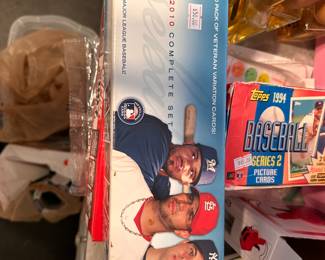 PACK OF VETERAN VARIATION CARDS!
2010 COMPLETE SET
MAJOR LEAGUE BASEBALL
TOPPS 1994
BASEBALL
SERIES 2
PICTURE
CARDS